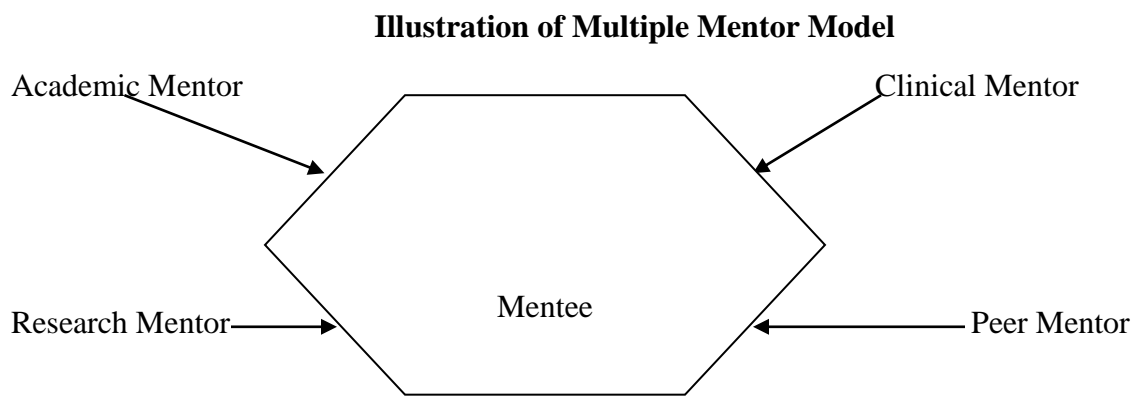 Illustration of Multiple Mentor Model
Academic Mentor
Clinical Mentor
Mentee
Research Mentor
Peer Mentor